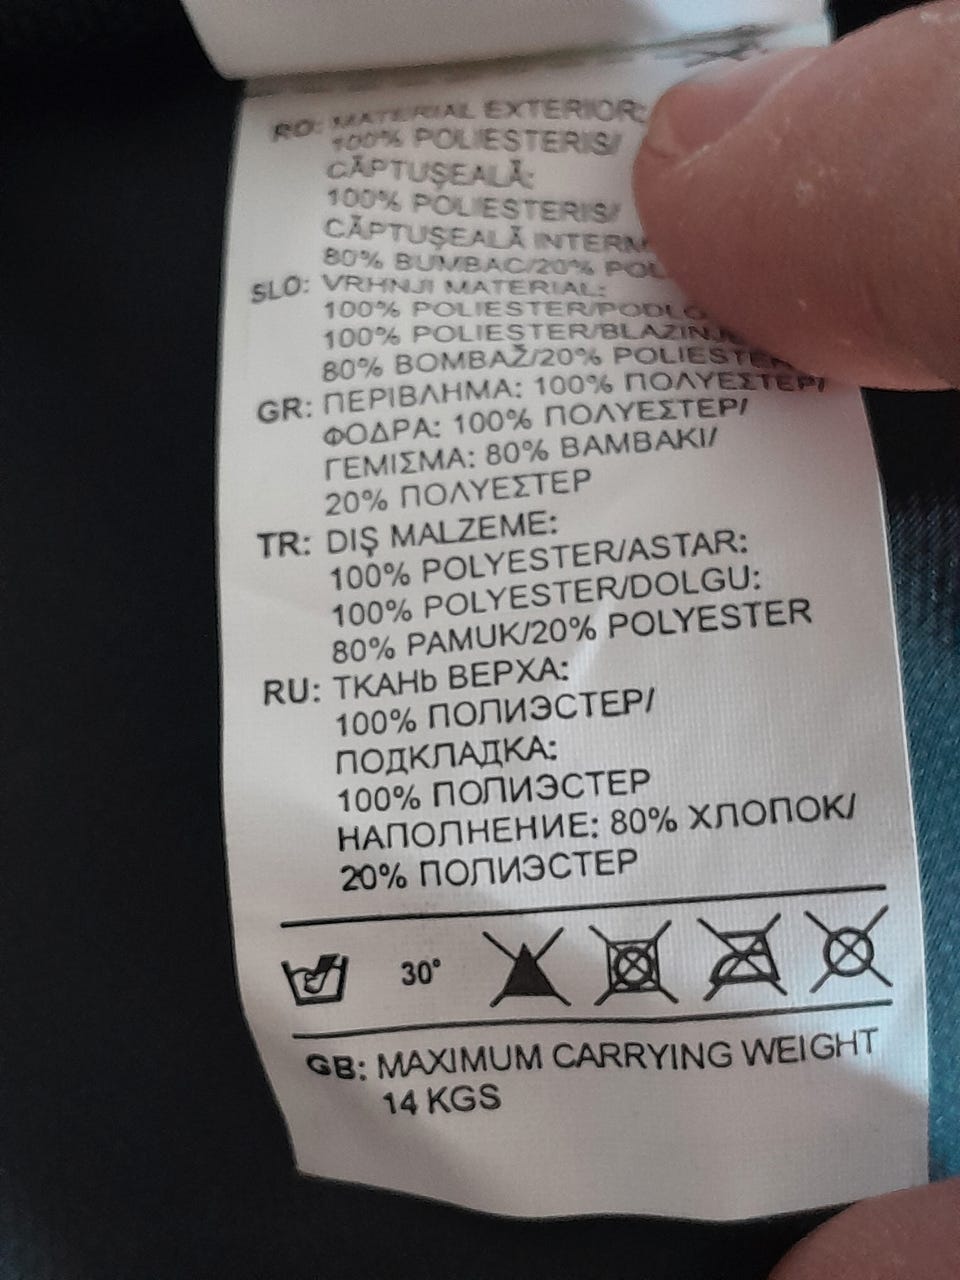 RO: MATERIAL EXTERIOR:
100% POLIESTERIS/
CĂPTUŞEALĂ:
100% POLIESTERIS/
CĂPTUŞEALĂ
80% BUMBAC/20%
SLO: VRHNJI MATERIAL:
100%
100%
80% BOMBAŽ/20%
GR: ΠΕΡΙΒΛΗΜΑ: 100% ΠΟΛΥΕΣΤΕΡ/
ΦΟΔΡΑ: 100% ΠΟΛΥΕΣΤΕΡ/
ΓΕΜΙΣΜΑ: 80% ΒΑΜΒΑΚΙ/
20% ΠΟΛΥΕΣΤΕΡ
TR: DIŞ MALZEME:
100% POLYESTER/ASTAR:
100% POLYESTER/DOLGU:
80% PAMUK/20% POLYESTER
RU: ТКАНЬ ВЕРХА:
100% ПОЛИЭСТЕР/
ПОДКЛАДКА:
100% ПОЛИЭСТЕР
НАПОЛНЕНИЕ: 80% ХЛОПОК/
20% ПОЛИЭСТЕР
30°
GB: MAXIMUM CARRYING WEIGHT
14 KGS